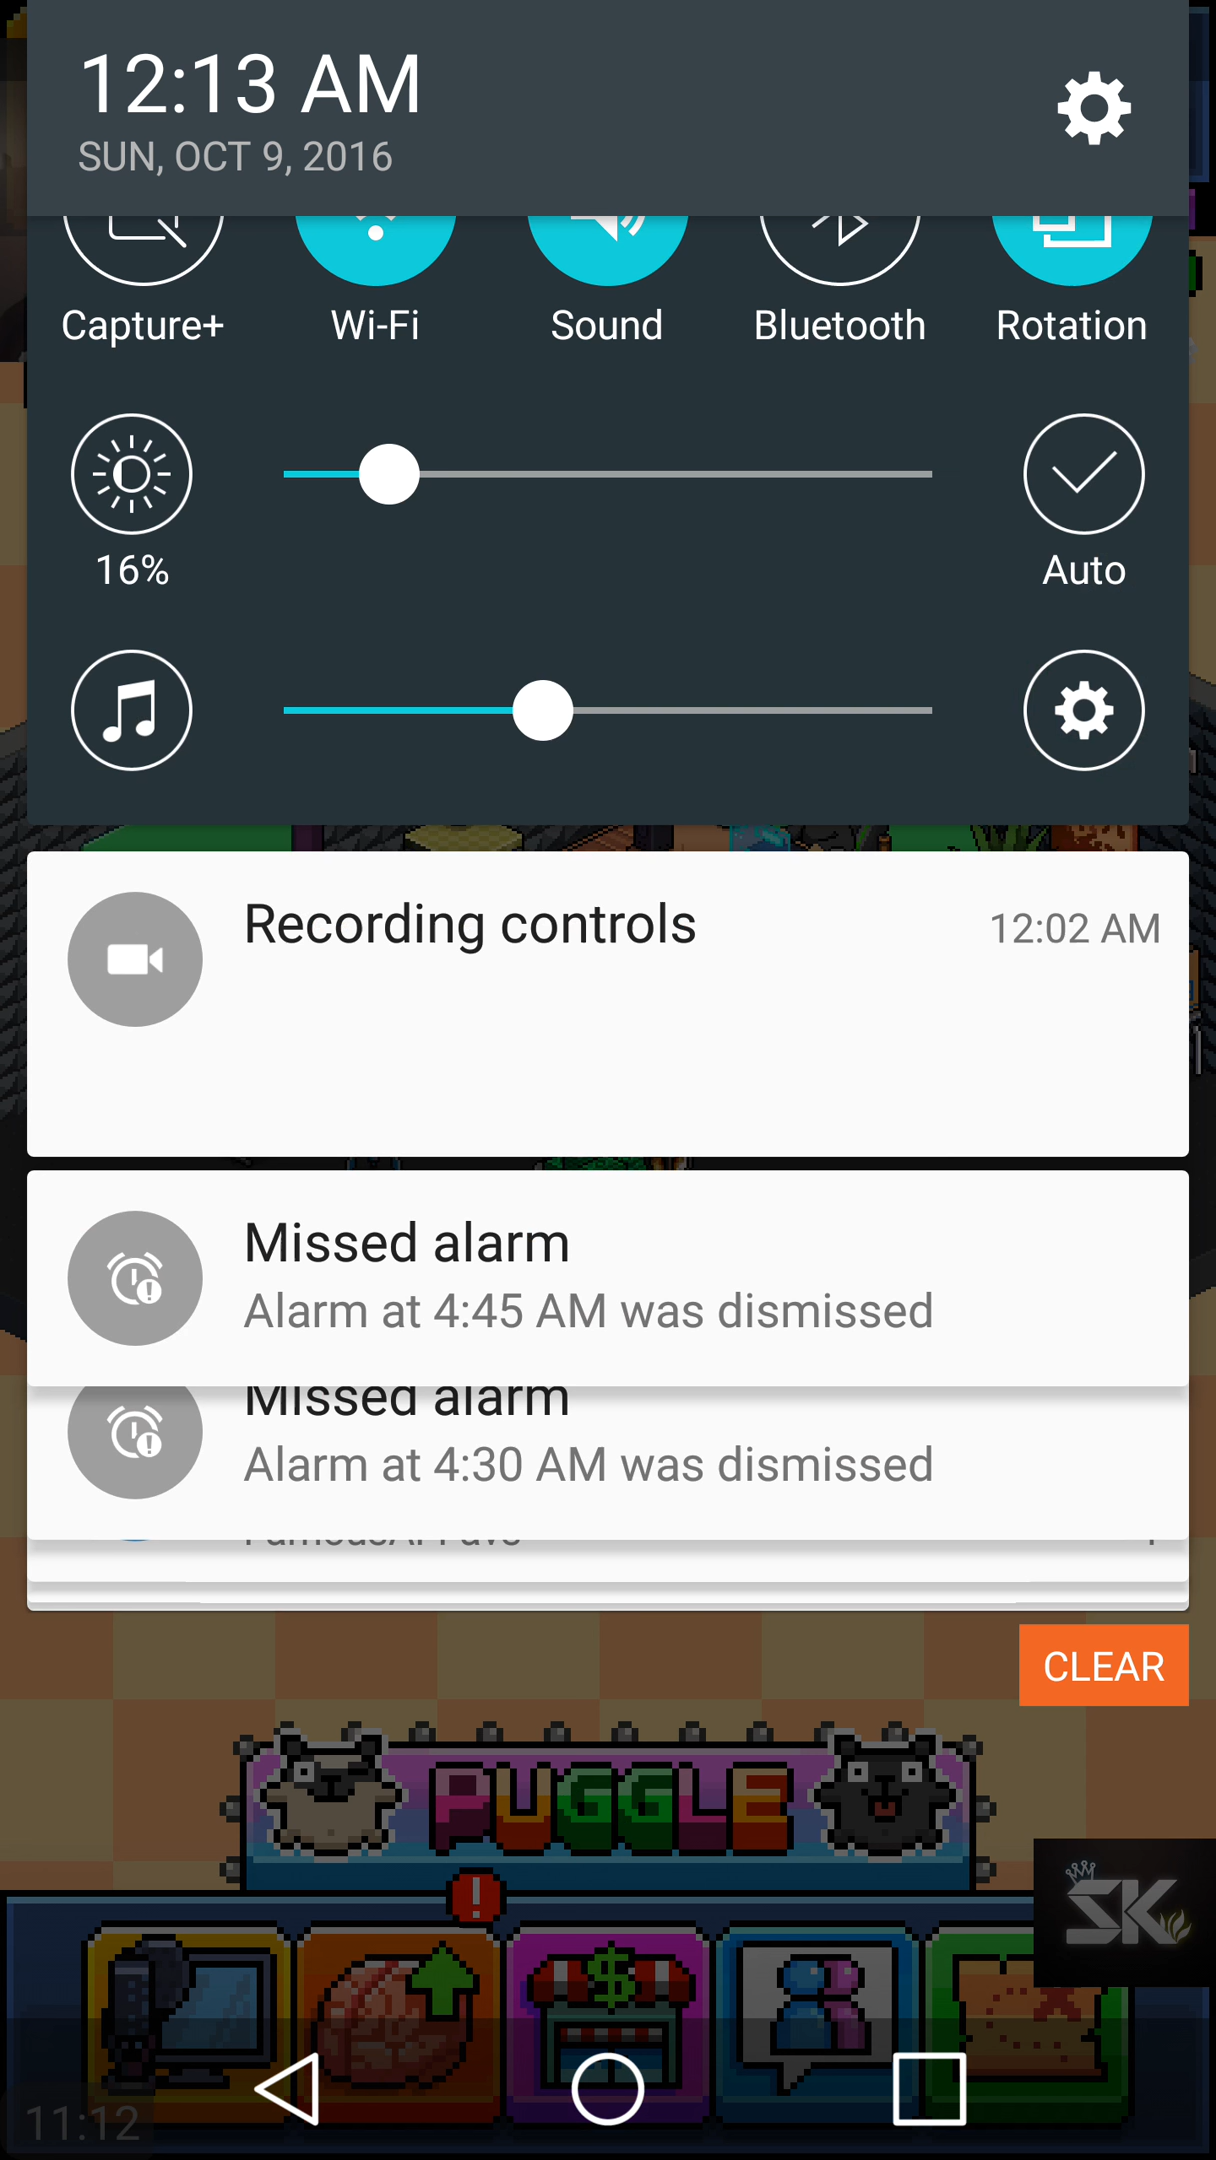 12:13 AM
SUN, OCT 9, 2016
Capture+ Wi-Fi Sound Bluetooth Rotation
16% Auto
Recording controls 12:02 AM
Missed alarm
Alarm at 4:45 AM was dismissed
Missed alarm
Alarm at 4:30 AM was dismissed
CLEAR
PUGGLE
SK
11:12